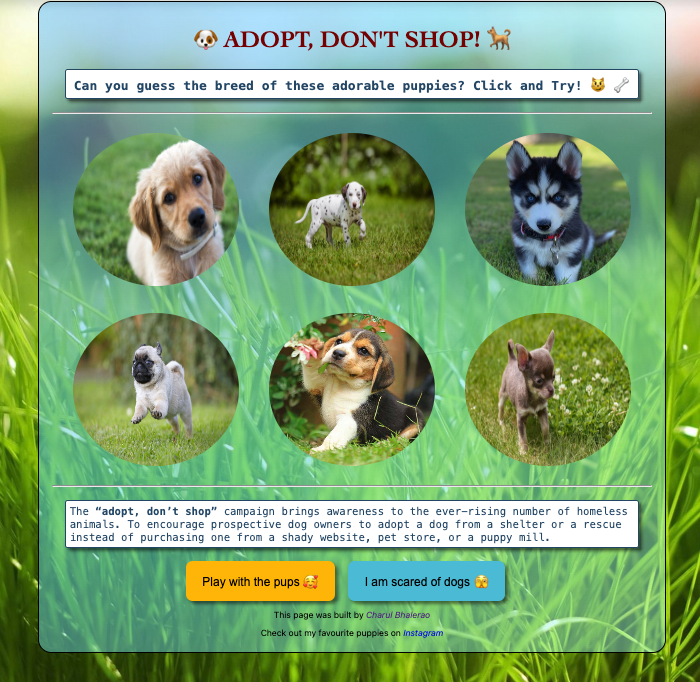 🐶 ADOPT, DON'T SHOP! 🐕
Can you guess the breed of these adorable puppies? Click and Try! 😼 🦴
The “adopt, don’t shop” campaign brings awareness to the ever-rising number of homeless
animals. To encourage prospective dog owners to adopt a dog from a shelter or a rescue
instead of purchasing one from a shady website, pet store, or a puppy mill.
Play with the pups 🥰
I am scared of dogs 🫣
This page was built by Charul Bhalerao
Check out my favourite puppies on Instagram